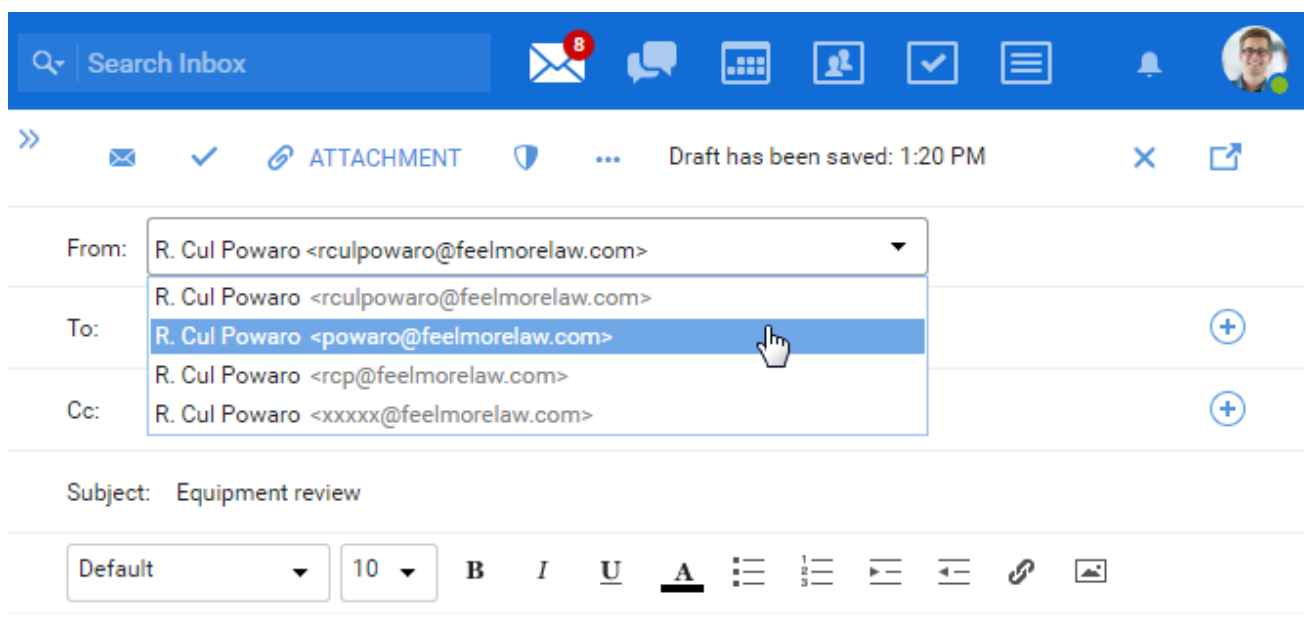 Search Inbox 8
ATTACHMENT ... Draft has been saved: 1:20 PM
From: R. Cul Powaro <rculpowaro@feelmorelaw.com>
R. Cul Powaro <rculpowaro@feelmorelaw.com>
To: R. Cul Powaro <powaro@feelmorelaw.com>
R. Cul Powaro <rcp@feelmorelaw.com>
Cc: R. Cul Powaro <xxxxx@feelmorelaw.com>
Subject: Equipment review
Default 10 B I U A